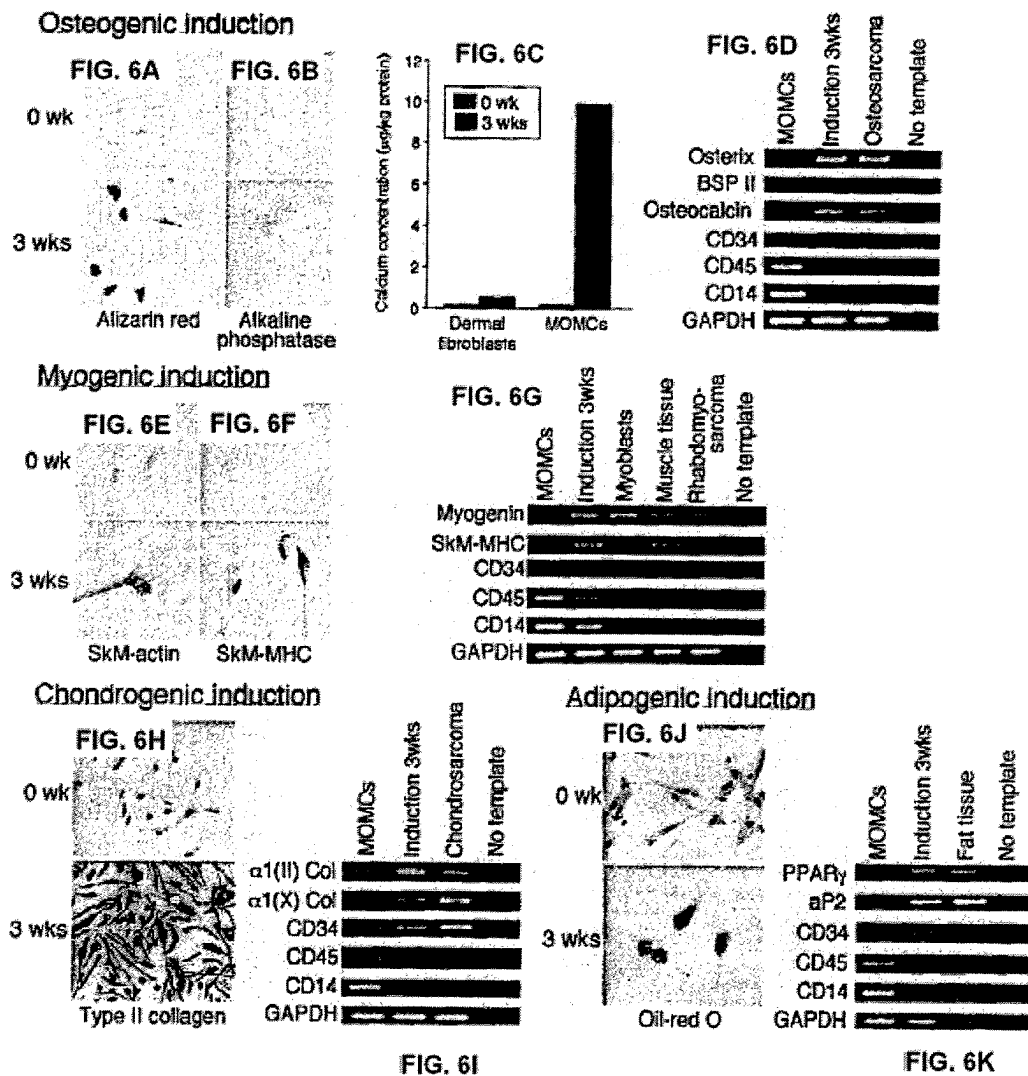 Osteogenic induction
FIG. 6A
FIG. 6B
0 wk
3 wks
Alizarin red
Alkaline
phosphatase
FIG. 6C
Calcium concentration (µg/µg protein)
12
10
8
6
4
2
0
0 wk
3 wks
Dermal
fibroblasts
MOMCs
FIG. 6D
MOMCs
Induction 3wks
Osteosarcoma
No template
Osterix
BSP II
Osteocalcin
CD34
CD45
CD14
GAPDH
Myogenic induction
FIG. 6E
FIG. 6F
0 wk
3 wks
SkM-actin
SkM-MHC
FIG. 6G
MOMCs
Induction 3wks
Myoblasts
Muscle tissue
Rhabdomyo-
sarcoma
No template
Myogenin
SkM-MHC
CD34
CD45
CD14
GAPDH
Chondrogenic induction
FIG. 6H
0 wk
3 wks
Type II collagen
MOMCs
Induction 3wks
Chondrosarcoma
No template
α1(II) Col
α1(X) Col
CD34
CD45
CD14
GAPDH
FIG. 6I
Adipogenic induction
FIG. 6J
0 wk
3 wks
Oil-red O
MOMCs
Induction 3wks
Fat tissue
No template
PPARγ
aP2
CD34
CD45
CD14
GAPDH
FIG. 6K